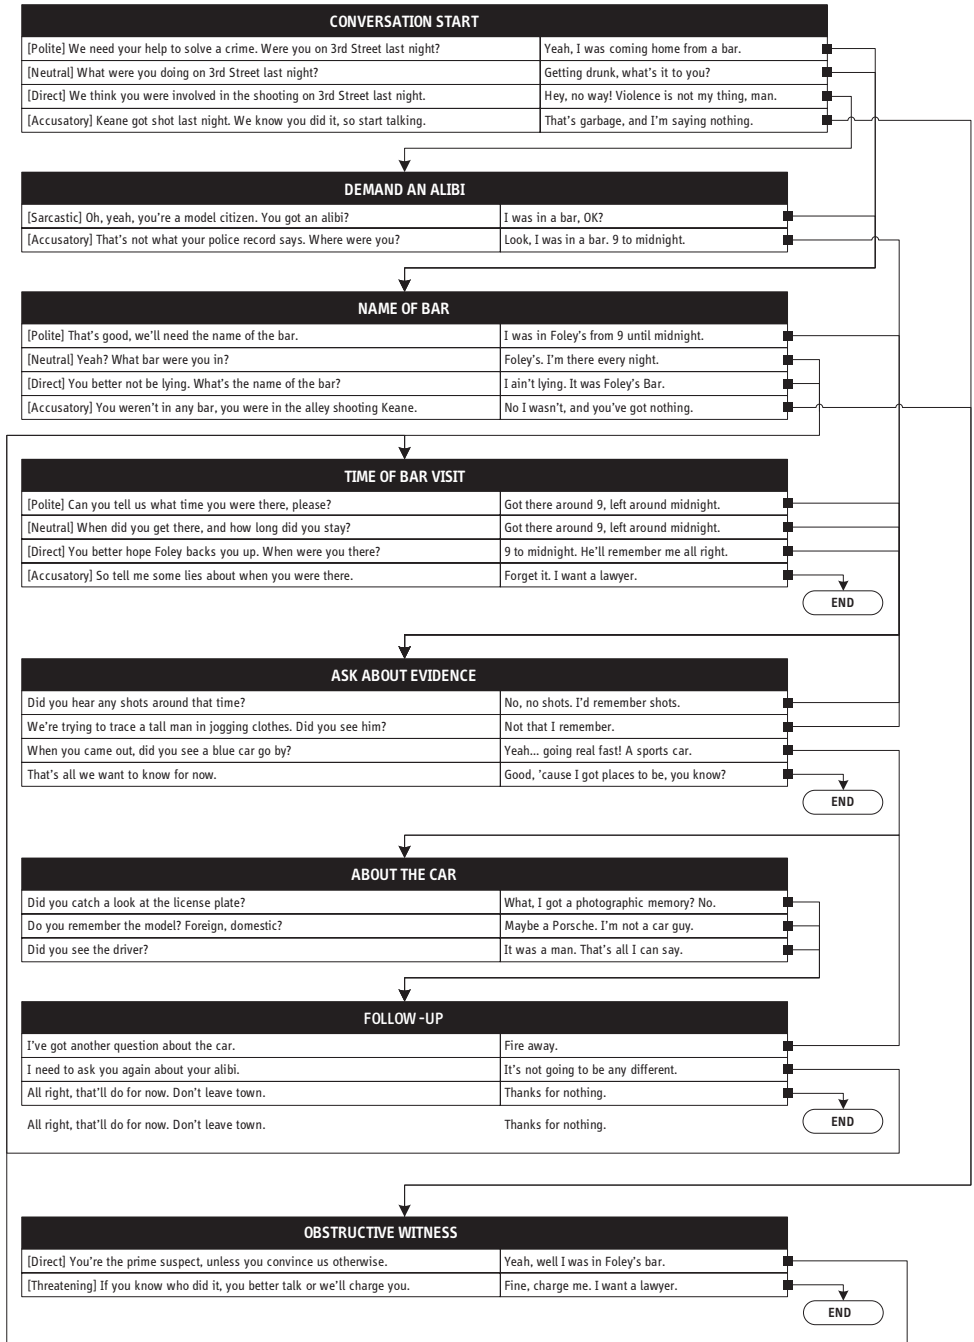 CONVERSATION START
[Polite] We need your help to solve a crime. Were you on 3rd Street last night? Yeah, I was coming home from a bar.
[Neutral] What were you doing on 3rd Street last night? Getting drunk, what's it to you?
[Direct] We think you were involved in the shooting on 3rd Street last night. Hey, no way! Violence is not my thing, man.
[Accusatory] Keane got shot last night. We know you did it, so start talking. That's garbage, and I'm saying nothing.
DEMAND AN ALIBI
[Sarcastic] Oh, yeah, you're a model citizen. You got an alibi? I was in a bar, OK?
[Accusatory] That's not what your police record says. Where were you? Look, I was in a bar. 9 to midnight.
NAME OF BAR
[Polite] That's good, we'll need the name of the bar. I was in Foley's from 9 until midnight.
[Neutral] Yeah? What bar were you in? Foley's. I'm there every night.
[Direct] You better not be lying. What's the name of the bar? I ain't lying. It was Foley's Bar.
[Accusatory] You weren't in any bar, you were in the alley shooting Keane. No I wasn't, and you've got nothing.
TIME OF BAR VISIT
[Polite] Can you tell us what time you were there, please? Got there around 9, left around midnight.
[Neutral] When did you get there, and how long did you stay? Got there around 9, left around midnight.
[Direct] You better hope Foley backs you up. When were you there? 9 to midnight. He'll remember me all right.
[Accusatory] So tell me some lies about when you were there. Forget it. I want a lawyer.
END
ASK ABOUT EVIDENCE
Did you hear any shots around that time? No, no shots. I'd remember shots.
We're trying to trace a tall man in jogging clothes. Did you see him? Not that I remember.
When you came out, did you see a blue car go by? Yeah... going real fast! A sports car.
That's all we want to know for now. Good, 'cause I got places to be, you know?
END
ABOUT THE CAR
Did you catch a look at the license plate? What, I got a photographic memory? No.
Do you remember the model? Foreign, domestic? Maybe a Porsche. I'm not a car guy.
Did you see the driver? It was a man. That's all I can say.
FOLLOW-UP
I've got another question about the car. Fire away.
I need to ask you again about your alibi. It's not going to be any different.
All right, that'll do for now. Don't leave town. Thanks for nothing.
END
All right, that'll do for now. Don't leave town. Thanks for nothing.
OBSTRUCTIVE WITNESS
[Direct] You're the prime suspect, unless you convince us otherwise. Yeah, well I was in Foley's bar.
[Threatening] If you know who did it, you better talk or we'll charge you. Fine, charge me. I want a lawyer.
END